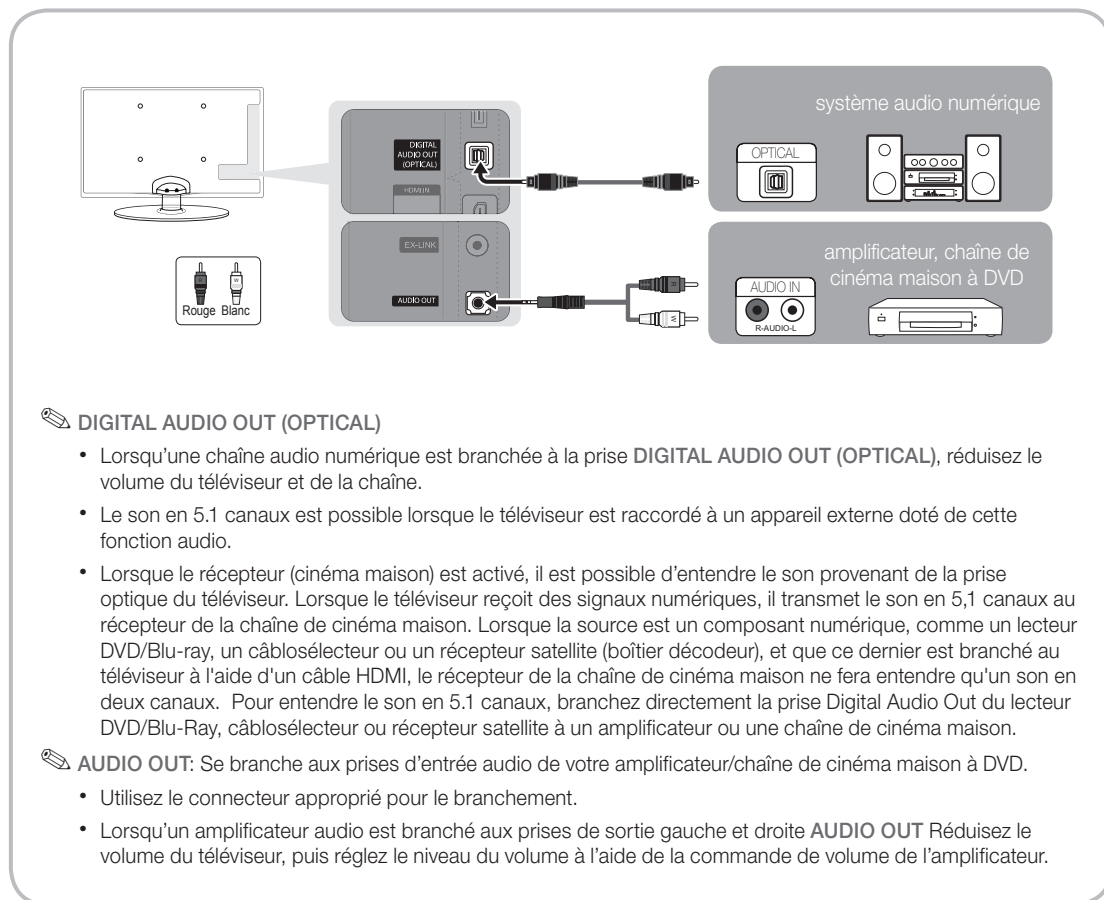 système audio numérique
DIGITAL
AUDIO OUT
(OPTICAL)
OPTICAL
HDMI IN
EX-LINK
amplificateur, chaîne de
cinéma maison à DVD
AUDIO IN
R
W
Rouge Blanc
AUDIO OUT
R
W
R-AUDIO-L
DIGITAL AUDIO OUT (OPTICAL)
• Lorsqu'une chaîne audio numérique est branchée à la prise DIGITAL AUDIO OUT (OPTICAL), réduisez le
volume du téléviseur et de la chaîne.
• Le son en 5.1 canaux est possible lorsque le téléviseur est raccordé à un appareil externe doté de cette
fonction audio.
• Lorsque le récepteur (cinéma maison) est activé, il est possible d'entendre le son provenant de la prise
optique du téléviseur. Lorsque le téléviseur reçoit des signaux numériques, il transmet le son en 5,1 canaux au
récepteur de la chaîne de cinéma maison. Lorsque la source est un composant numérique, comme un lecteur
DVD/Blu-ray, un câblosélecteur ou un récepteur satellite (boîtier décodeur), et que ce dernier est branché au
téléviseur à l'aide d'un câble HDMI, le récepteur de la chaîne de cinéma maison ne fera entendre qu'un son en
deux canaux. Pour entendre le son en 5.1 canaux, branchez directement la prise Digital Audio Out du lecteur
DVD/Blu-Ray, câblosélecteur ou récepteur satellite à un amplificateur ou une chaîne de cinéma maison.
AUDIO OUT: Se branche aux prises d'entrée audio de votre amplificateur/chaîne de cinéma maison à DVD.
• Utilisez le connecteur approprié pour le branchement.
• Lorsqu'un amplificateur audio est branché aux prises de sortie gauche et droite AUDIO OUT Réduisez le
volume du téléviseur, puis réglez le niveau du volume à l'aide de la commande de volume de l'amplificateur.